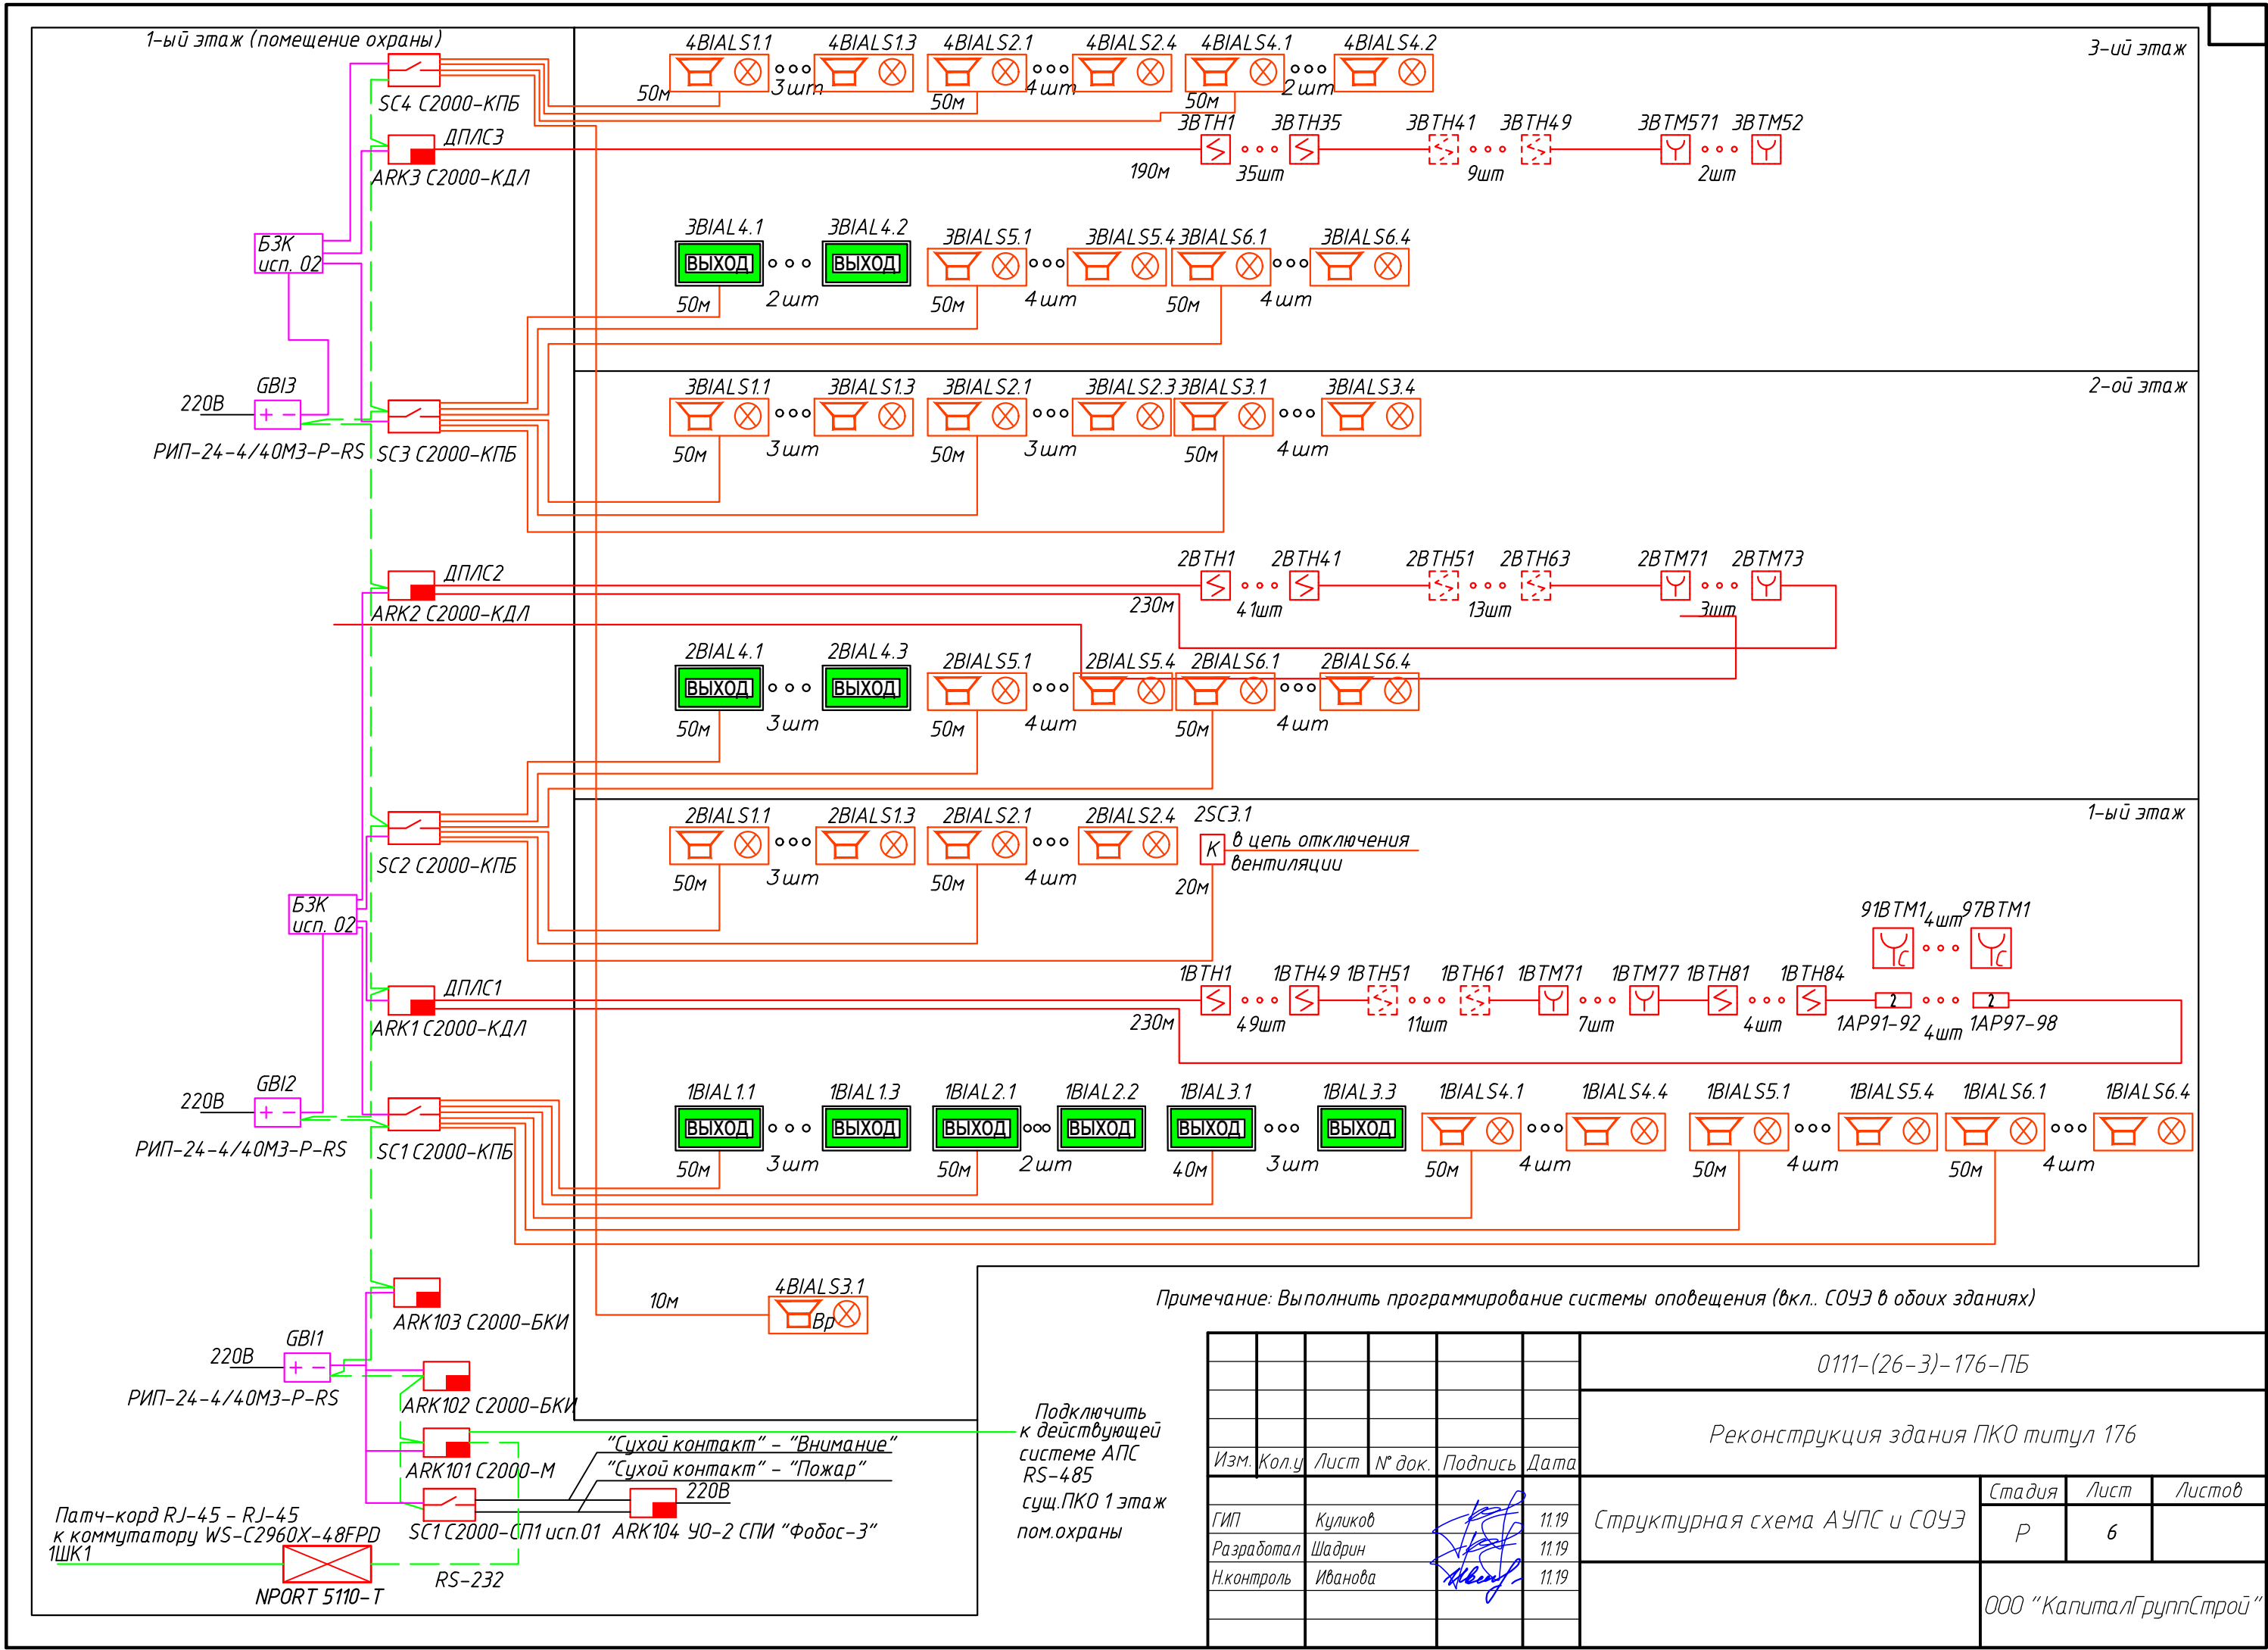 1-ый этаж (помещение охраны)
4BIALS1.1
4BIALS1.3
4BIALS2.1
4BIALS2.4
4BIALS4.1
4BIALS4.2
3-ий этаж
50м
3шт
50м
4шт
50м
2шт
SC4 С2000-КПБ
ДПЛС3
3BTH1
3BTH35
3BTH41
3BTH49
3BTM571
3BTM52
ARK3 С2000-КДЛ
190м
35шт
9шт
2шт
БЗК
исп. 02
3BIAL4.1
3BIAL4.2
3BIALS5.1
3BIALS5.4
3BIALS6.1
3BIALS6.4
ВЫХОД
ВЫХОД
50м
2шт
50м
4шт
50м
4шт
GBI3
220В
РИП-24-4/40М3-Р-RS
SC3 С2000-КПБ
3BIALS1.1
3BIALS1.3
3BIALS2.1
3BIALS2.3
3BIALS3.1
3BIALS3.4
2-ой этаж
50м
3шт
50м
3шт
50м
4шт
ДПЛС2
2BTH1
2BTH41
2BTH51
2BTH63
2BTM71
2BTM73
ARK2 С2000-КДЛ
230м
41шт
13шт
3шт
2BIAL4.1
2BIAL4.3
2BIALS5.1
2BIALS5.4
2BIALS6.1
2BIALS6.4
ВЫХОД
ВЫХОД
50м
3шт
50м
4шт
50м
4шт
SC2 С2000-КПБ
2BIALS1.1
2BIALS1.3
2BIALS2.1
2BIALS2.4
2SC3.1
1-ый этаж
К
в цепь отключения
вентиляции
50м
3шт
50м
4шт
20м
БЗК
исп. 02
91BTM1
4шт
97BTM1
С
С
ДПЛС1
1BTH1
1BTH49
1BTH51
1BTH61
1BTM71
1BTM77
1BTH81
1BTH84
2
2
ARK1 С2000-КДЛ
230м
49шт
11шт
7шт
4шт
1AP91-92
4шт
1AP97-98
GBI2
220В
РИП-24-4/40М3-Р-RS
SC1 С2000-КПБ
1BIAL1.1
1BIAL1.3
1BIAL2.1
1BIAL2.2
1BIAL3.1
1BIAL3.3
1BIALS4.1
1BIALS4.4
1BIALS5.1
1BIALS5.4
1BIALS6.1
1BIALS6.4
ВЫХОД
ВЫХОД
ВЫХОД
ВЫХОД
ВЫХОД
ВЫХОД
50м
3шт
50м
2шт
40м
3шт
50м
4шт
50м
4шт
50м
4шт
ARK103 С2000-БКИ
10м
4BIALS3.1
Вр
Примечание: Выполнить программирование системы оповещения (вкл.. СОУЭ в обоих зданиях)
GBI1
220В
РИП-24-4/40М3-Р-RS
ARK102 С2000-БКИ
ARK101 С2000-М
Подключить
к действующей
системе АПС
RS-485
сущ.ПКО 1 этаж
пом.охраны
"Сухой контакт" - "Внимание"
"Сухой контакт" - "Пожар"
220В
SC1 С2000-СП1 исп.01
ARK104 УО-2 СПИ "Фобос-3"
Патч-корд RJ-45 - RJ-45
к коммутатору WS-C2960X-48FPD
1ШК1
RS-232
NPORT 5110-T
0111-(26-3)-176-ПБ
Реконструкция здания ПКО титул 176
Изм.
Кол.у
Лист
№ док.
Подпись
Дата
ГИП
Куликов
11.19
Разработал
Шадрин
11.19
Н.контроль
Иванова
11.19
Структурная схема АУПС и СОУЭ
Стадия
Лист
Листов
Р
6
ООО "КапиталГруппСтрой"